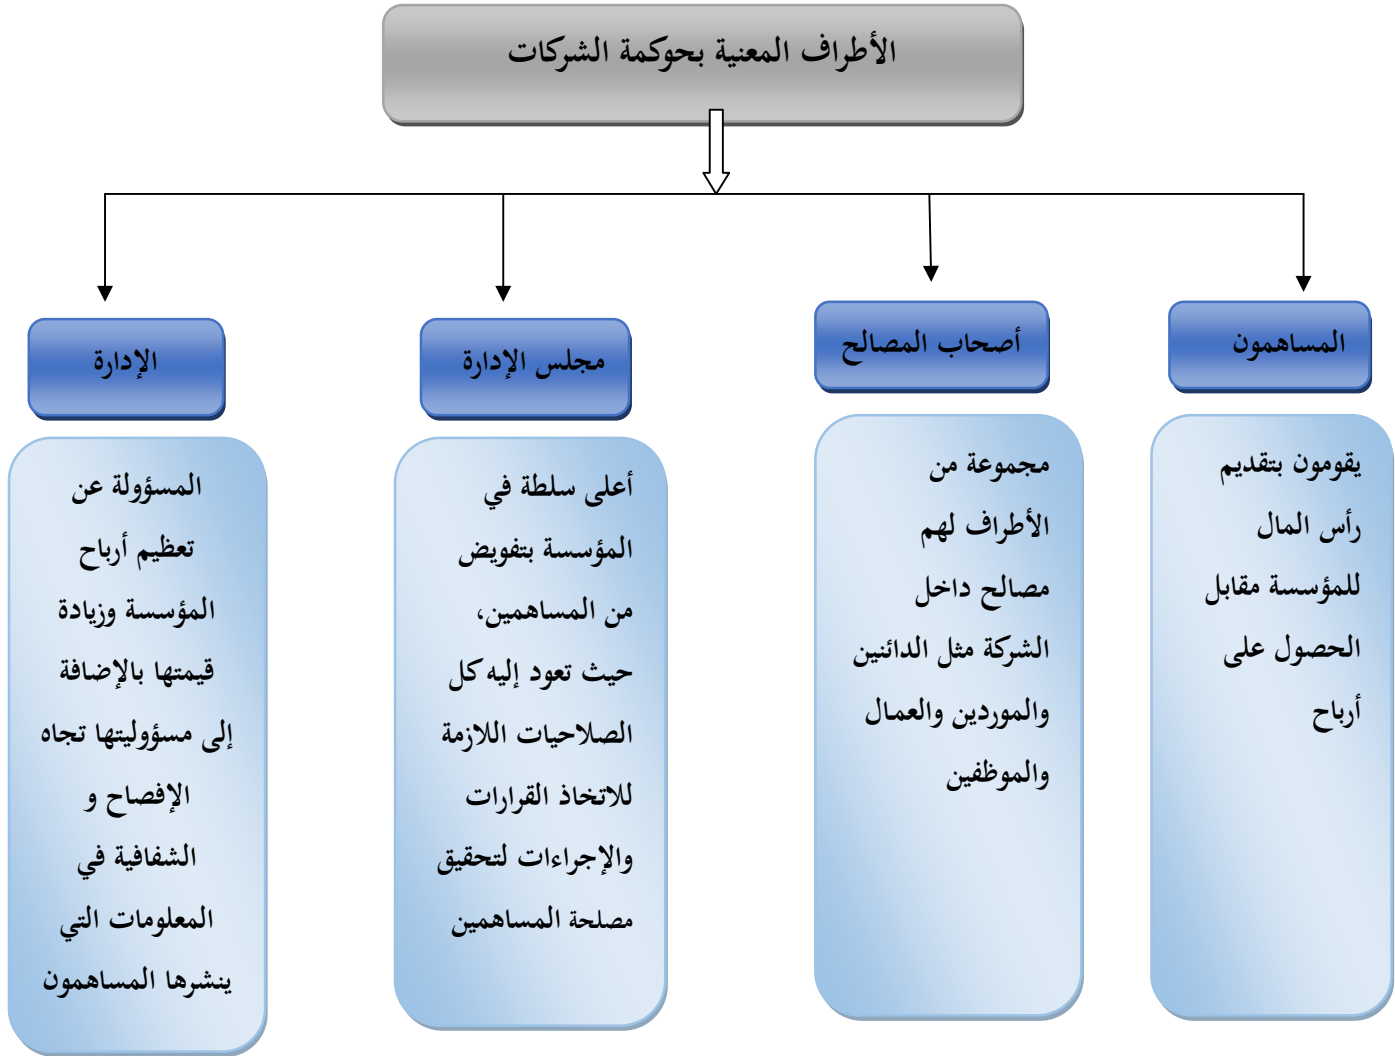 الأطراف المعنية بحوكمة الشركات
المساهمون
يقومون بتقديم
رأس المال
للمؤسسة مقابل
الحصول على
أرباح
أصحاب المصالح
مجموعة من
الأطراف لهم
مصالح داخل
الشركة مثل الدائنين
والموردين والعمال
والموظفين
مجلس الإدارة
أعلى سلطة في
المؤسسة بتفويض
من المساهمين،
حيث تعود إليه كل
الصلاحيات اللازمة
للاتخاذ القرارات
والإجراءات لتحقيق
مصلحة المساهمين
الإدارة
المسؤولة عن
تعظيم أرباح
المؤسسة وزيادة
قيمتها بالإضافة
إلى مسؤوليتها تجاه
الإفصاح و
الشفافية في
المعلومات التي
ينشرها المساهمون